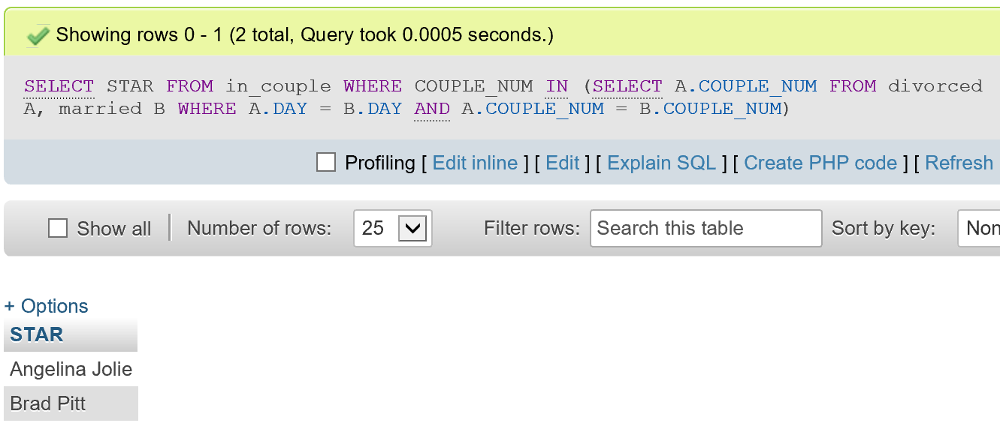 Showing rows 0 - 1 (2 total, Query took 0.0005 seconds.)
SELECT STAR FROM in_couple WHERE COUPLE_NUM IN (SELECT A.COUPLE_NUM FROM divorced
A, married B WHERE A.DAY = B.DAY AND A.COUPLE_NUM = B.COUPLE_NUM)
Profiling [ Edit inline ] [ Edit ] [ Explain SQL ] [ Create PHP code ] [ Refresh
Show all Number of rows: 25 Filter rows: Search this table Sort by key: Non
+ Options
STAR
Angelina Jolie
Brad Pitt